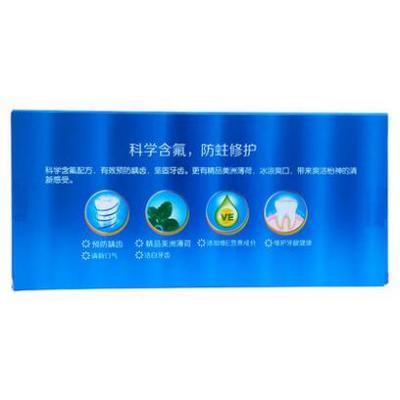 科学含氟，防蛀修护
科学含氟配方，有效预防龋齿，坚固牙齿。更有精品美洲薄荷，冰凉爽口，带来爽洁怡神的清
新感受。
VE
预防龋齿
清新口气
精品美洲薄荷
洁白牙齿
添加维E营养成分
维护牙龈健康